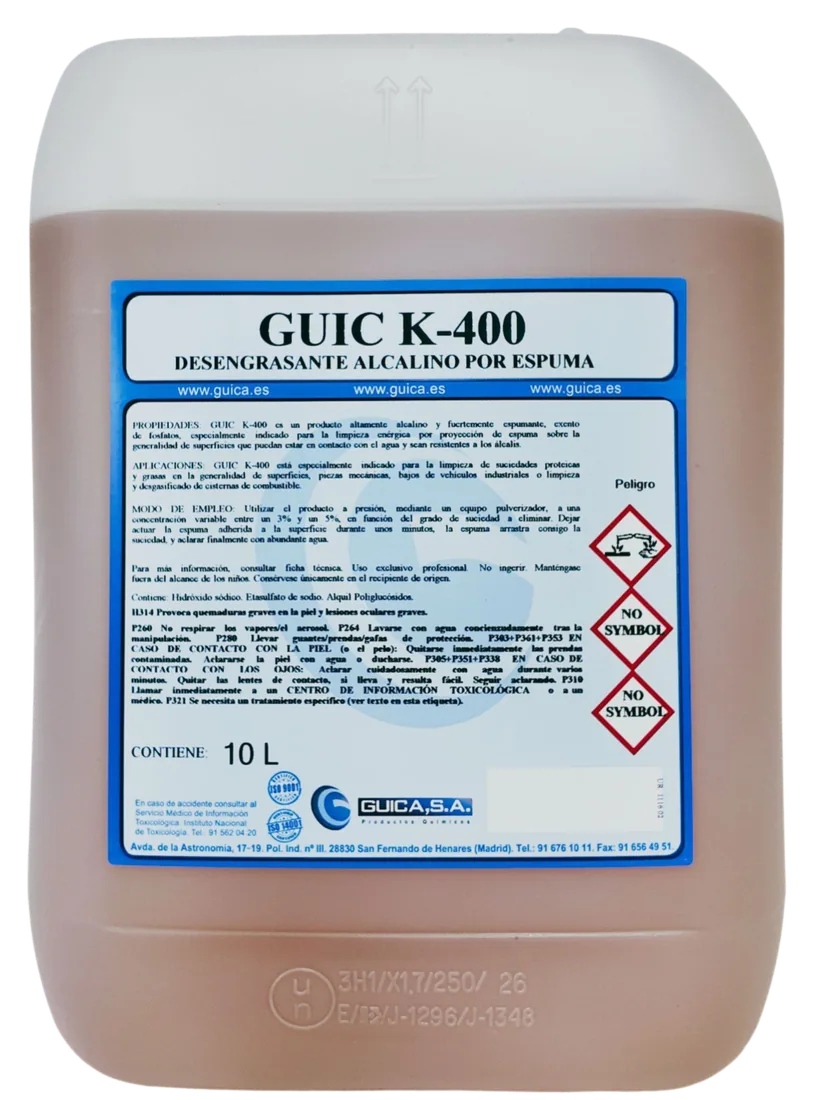 GUIC K-400
DESENGRASANTE ALCALINO POR ESPUMA
www.guica.es www.guica.es www.guica.es
PROPIEDADES: GUIC K-400 es un producto altamente alcalino y fuertemente espumante, exento
de fosfatos, especialmente indicado para la limpieza enérgica por proyección de espuma sobre la
generalidad de superficies que puedan estar en contacto con el agua y sean resistentes a los álcalis.
APLICACIONES: GUIC K-400 está especialmente indicado para la limpieza de suciedades proteicas
y grasas en la generalidad de superficies, piezas mecánicas, bajos de vehículos industriales o limpieza
y desgasificado de cisternas de combustible.
Peligro
MODO DE EMPLEO: Utilizar el producto a presión, mediante un equipo pulverizador, a una
concentración variable entre un 3% y un 5%, en función del grado de suciedad a eliminar. Dejar
actuar la espuma adherida a la superficie durante unos minutos, la espuma arrastra consigo la
suciedad, y aclarar finalmente con abundante agua.
Para más información, consultar ficha técnica. Uso exclusivo profesional. No ingerir. Manténgase
fuera del alcance de los niños. Consérvese únicamente en el recipiente de origen.
Contiene: Hidróxido sódico. Etasulfato de sodio. Alquil Poliglucósidos.
H314 Provoca quemaduras graves en la piel y lesiones oculares graves.
P260 No respirar los vapores/el aerosol. P264 Lavarse con agua concienzudamente tras la
manipulación. P280 Llevar guantes/prendas/gafas de protección. P303+P361+P353 EN
CASO DE CONTACTO CON LA PIEL (o el pelo): Quitarse inmediatamente las prendas
contaminadas. Aclararse la piel con agua o ducharse. P305+P351+P338 EN CASO DE
CONTACTO CON LOS OJOS: Aclarar cuidadosamente con agua durante varios
minutos. Quitar las lentes de contacto, si lleva y resulta fácil. Seguir aclarando. P310
Llamar inmediatamente a un CENTRO DE INFORMACIÓN TOXICOLÓGICA o a un
médico. P321 Se necesita un tratamiento específico (ver texto en esta etiqueta).
NO
SYMBOL
NO
SYMBOL
CONTIENE: 10 L
En caso de accidente consultar al
Servicio Médico de Información
Toxicológica. Instituto Nacional
de Toxicología. Tel. 91 562 04 20
ISO 9001
ISO 14001
GUICA,S.A.
Productos Químicos
Avda. de la Astronomia, 17-19. Pol. Ind. nº III. 28830 San Fernando de Henares (Madrid). Tel.: 91 676 10 11. Fax: 91 656 49 51.
un
3H1/X1,7/250/ 26
J-1296/J-1348